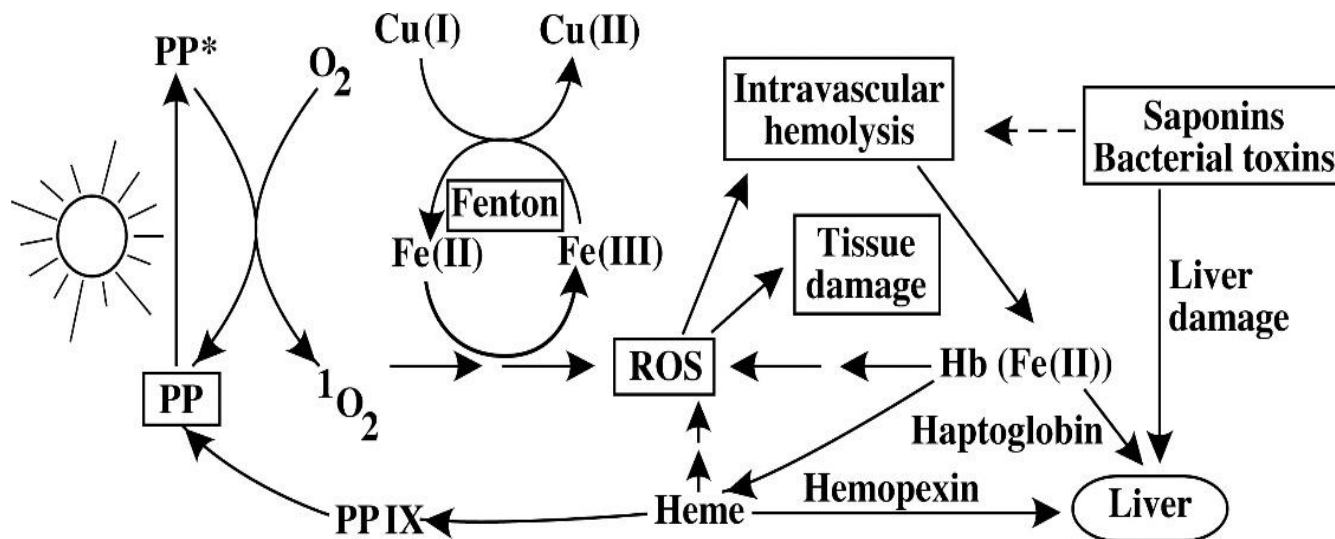 Cu(I) Cu(II)
PP* O2
Intravascular
hemolysis
Saponins
Bacterial toxins
Fenton
Fe(II) Fe(III)
Tissue
damage
Liver
damage
PP
1O2
ROS
Hb (Fe(II))
Haptoglobin
PP IX
Heme
Hemopexin
Liver